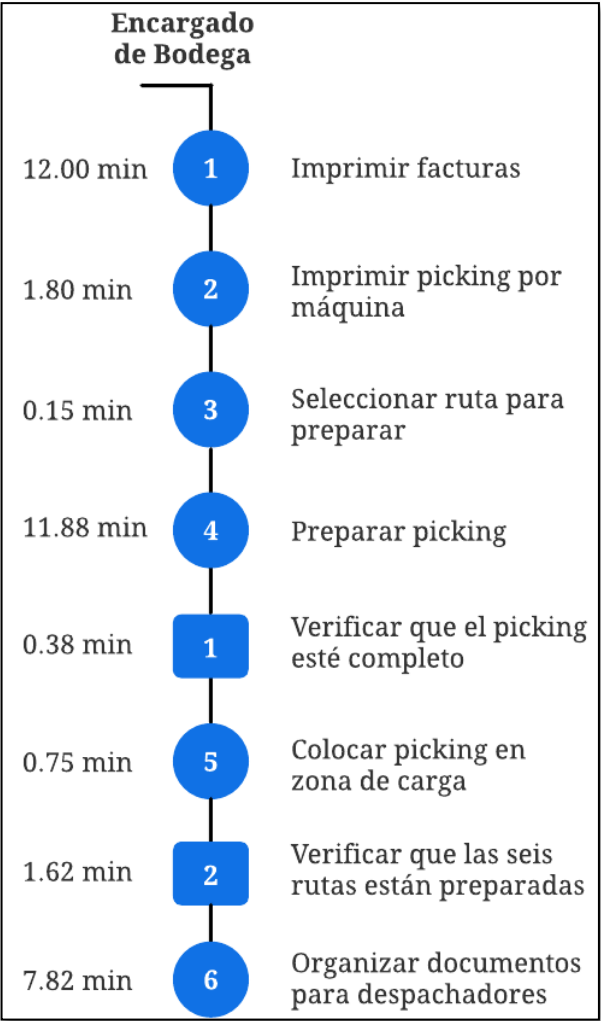 Encargado
de Bodega
12.00 min 1 Imprimir facturas
1.80 min 2 Imprimir picking por
máquina
0.15 min 3 Seleccionar ruta para
preparar
11.88 min 4 Preparar picking
0.38 min 1 Verificar que el picking
esté completo
0.75 min 5 Colocar picking en
zona de carga
1.62 min 2 Verificar que las seis
rutas están preparadas
7.82 min 6 Organizar documentos
para despachadores